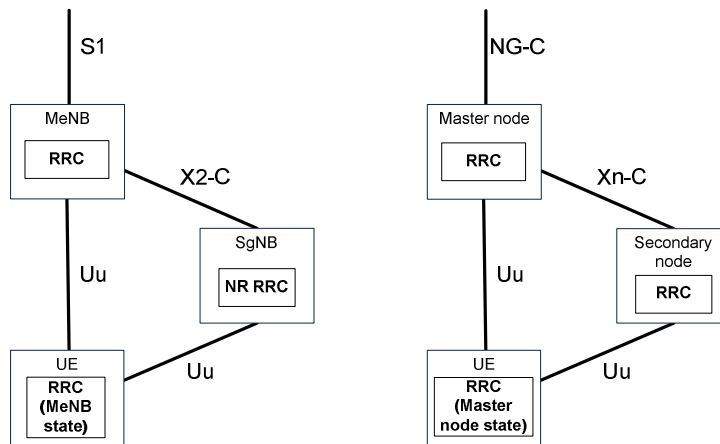 S1
MeNB
RRC
X2-C
SgNB
NR RRC
Uu
Uu
UE
RRC
(MeNB
state)
NG-C
Master node
RRC
Xn-C
Secondary
node
RRC
Uu
Uu
UE
RRC
(Master
node state)